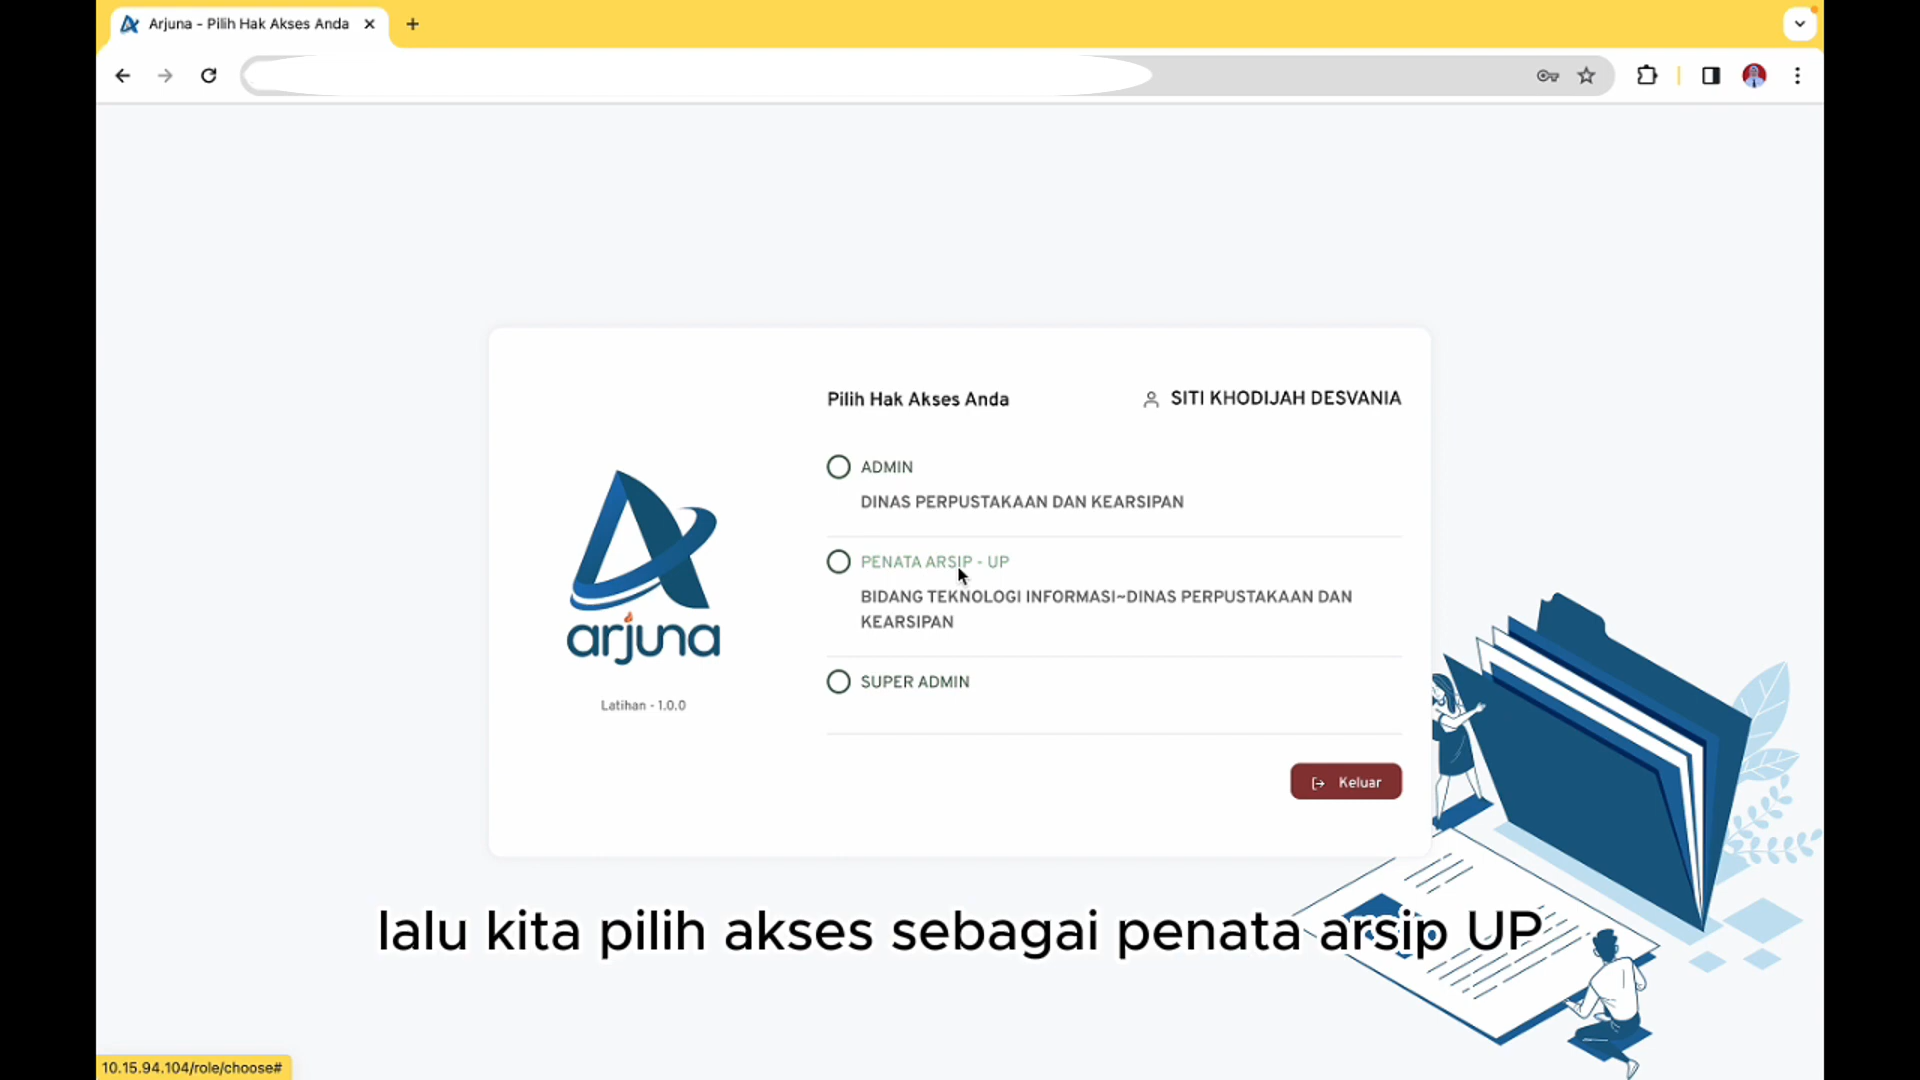 Arjuna - Pilih Hak Akses Anda
Pilih Hak Akses Anda
SITI KHODIJAH DESVANIA
ADMIN
DINAS PERPUSTAKAAN DAN KEARSIPAN
PENATA ARSIP - UP
BIDANG TEKNOLOGI INFORMASI~DINAS PERPUSTAKAAN DAN
KEARSIPAN
SUPER ADMIN
arjuna
Latihan - 1.0.0
Keluar
lalu kita pilih akses sebagai penata arsip UP
10.15.94.104/role/choose#